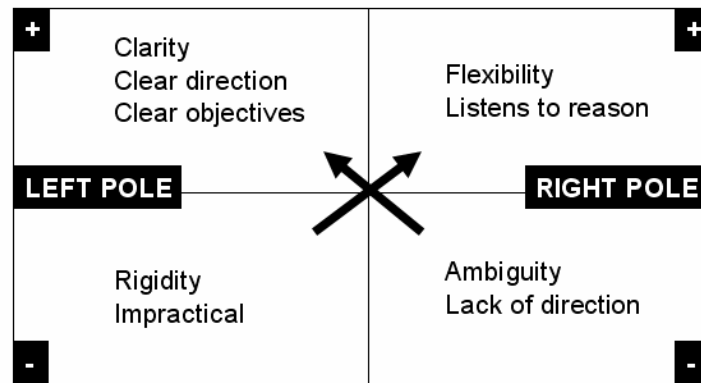 +
+
Clarity
Clear direction
Clear objectives
Flexibility
Listens to reason
LEFT POLE
RIGHT POLE
Rigidity
Impractical
Ambiguity
Lack of direction
-
-